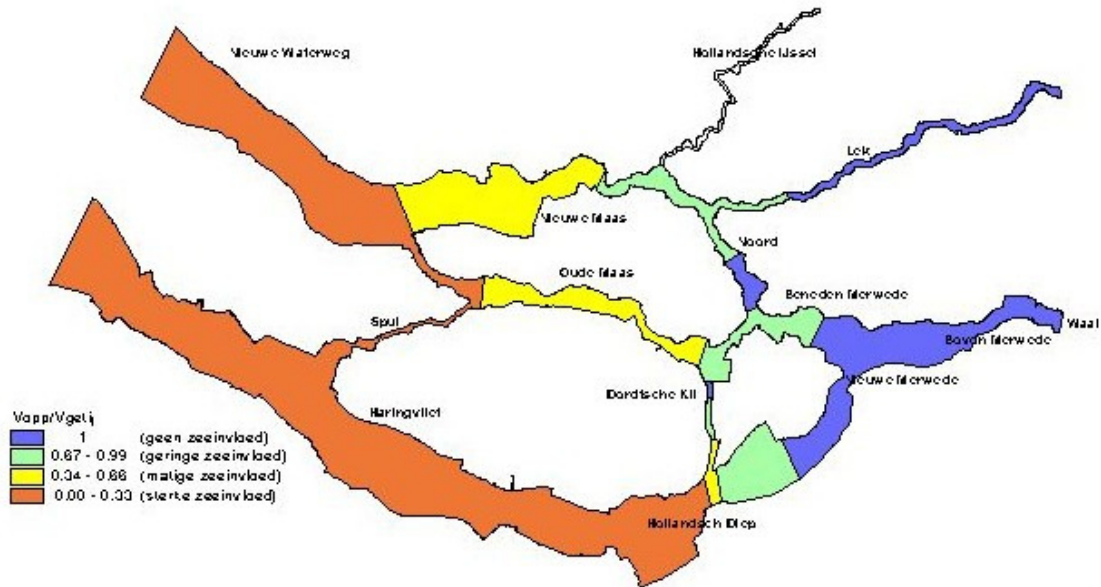 Nieuwe Waterweg
Hollandsche IJssel
Lek
Nieuwe Maas
Noord
Oude Maas
Beneden Merwede
Spui
Waal
Boven Merwede
Nieuwe Merwede
Dordtsche Kil
Haringvliet
Hollandsch Diep
Vopp/Vgetij
1 (geen zeeinvloed)
0.67 - 0.99 (geringe zeeinvloed)
0.34 - 0.66 (matige zeeinvloed)
0.00 - 0.33 (sterke zeeinvloed)